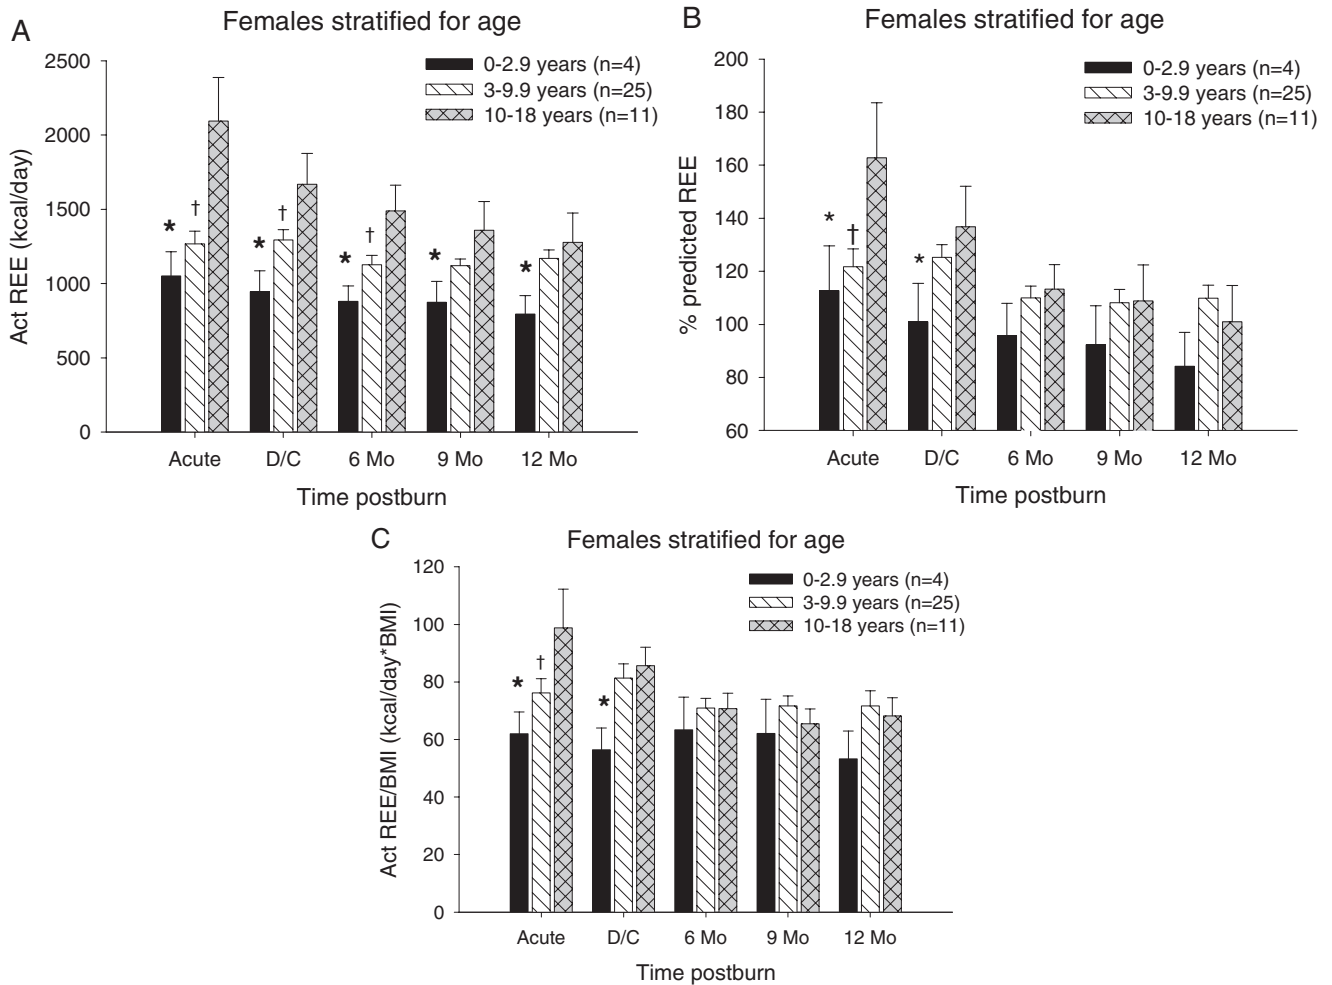 A
Females stratified for age
0-2.9 years (n=4)
3-9.9 years (n=25)
10-18 years (n=11)
Act REE (kcal/day)
2500
2000
1500
1000
500
0
* † * † * † * *
Acute D/C 6 Mo 9 Mo 12 Mo
Time postburn
B
Females stratified for age
0-2.9 years (n=4)
3-9.9 years (n=25)
10-18 years (n=11)
% predicted REE
200
180
160
140
120
100
80
60
* † *
Acute D/C 6 Mo 9 Mo 12 Mo
Time postburn
C
Females stratified for age
0-2.9 years (n=4)
3-9.9 years (n=25)
10-18 years (n=11)
Act REE/BMI (kcal/day*BMI)
120
100
80
60
40
20
0
* † *
Acute D/C 6 Mo 9 Mo 12 Mo
Time postburn